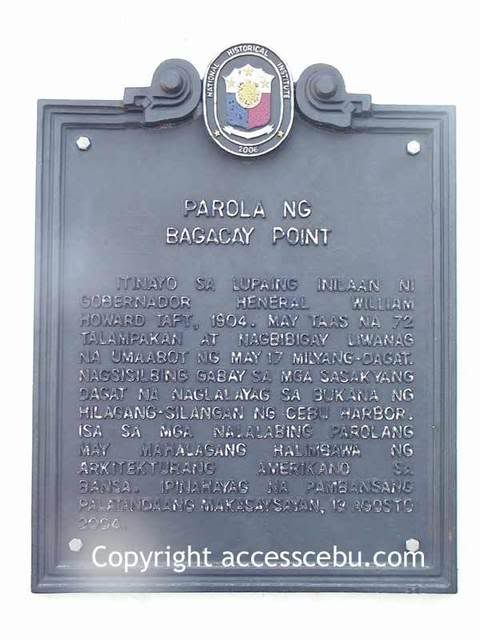 NATIONAL HISTORICAL INSTITUTE
2006
PAROLA NG
BAGACAY POINT
ITINAYO SA LUPAING INILAAN NI
GOBERNADOR HENERAL WILLIAM
HOWARD TAFT, 1904. MAY TAAS NA 72
TALAMPAKAN AT NAGBIBIGAY LIWANAG
NA UMAABOT NG MAY 17 MILYANG-DAGAT.
NAGSISILBING GABAY SA MGA SASAKYANG
DAGAT NA NAGLALAYAG SA BUKANA NG
HILAGANG-SILANGAN NG CEBU HARBOR.
ISA SA MGA NALALABING PAROLANG
MAY MAHALAGANG HALIMBAWA NG
ARKITEKTURANG AMERIKANO SA
BANSA. IPINAHAYAG NA PAMBANSANG
PALATANDAANG MAKASAYSAYAN, 19 AGOSTO
2004.
Copyright accesscebu.com